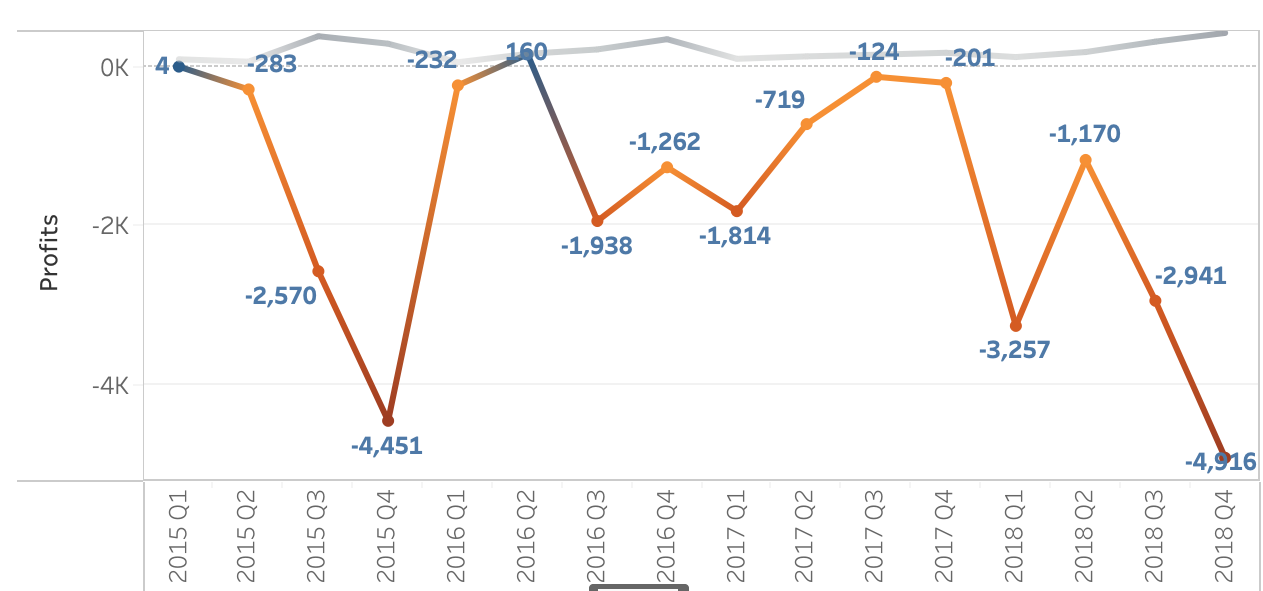 0K
-2K
-4K
Profits
4
-283
-2,570
-4,451
-232
160
-1,938
-1,262
-1,814
-719
-124
-201
-3,257
-1,170
-2,941
-4,916
2015 Q1
2015 Q2
2015 Q3
2015 Q4
2016 Q1
2016 Q2
2016 Q3
2016 Q4
2017 Q1
2017 Q2
2017 Q3
2017 Q4
2018 Q1
2018 Q2
2018 Q3
2018 Q4